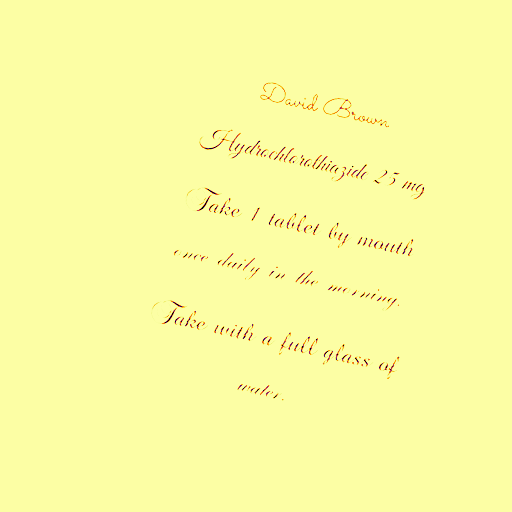 David Brown
Hydrochlorothiazide 25 mg
Take 1 tablet by mouth
once daily in the morning.
Take with a full glass of
water.